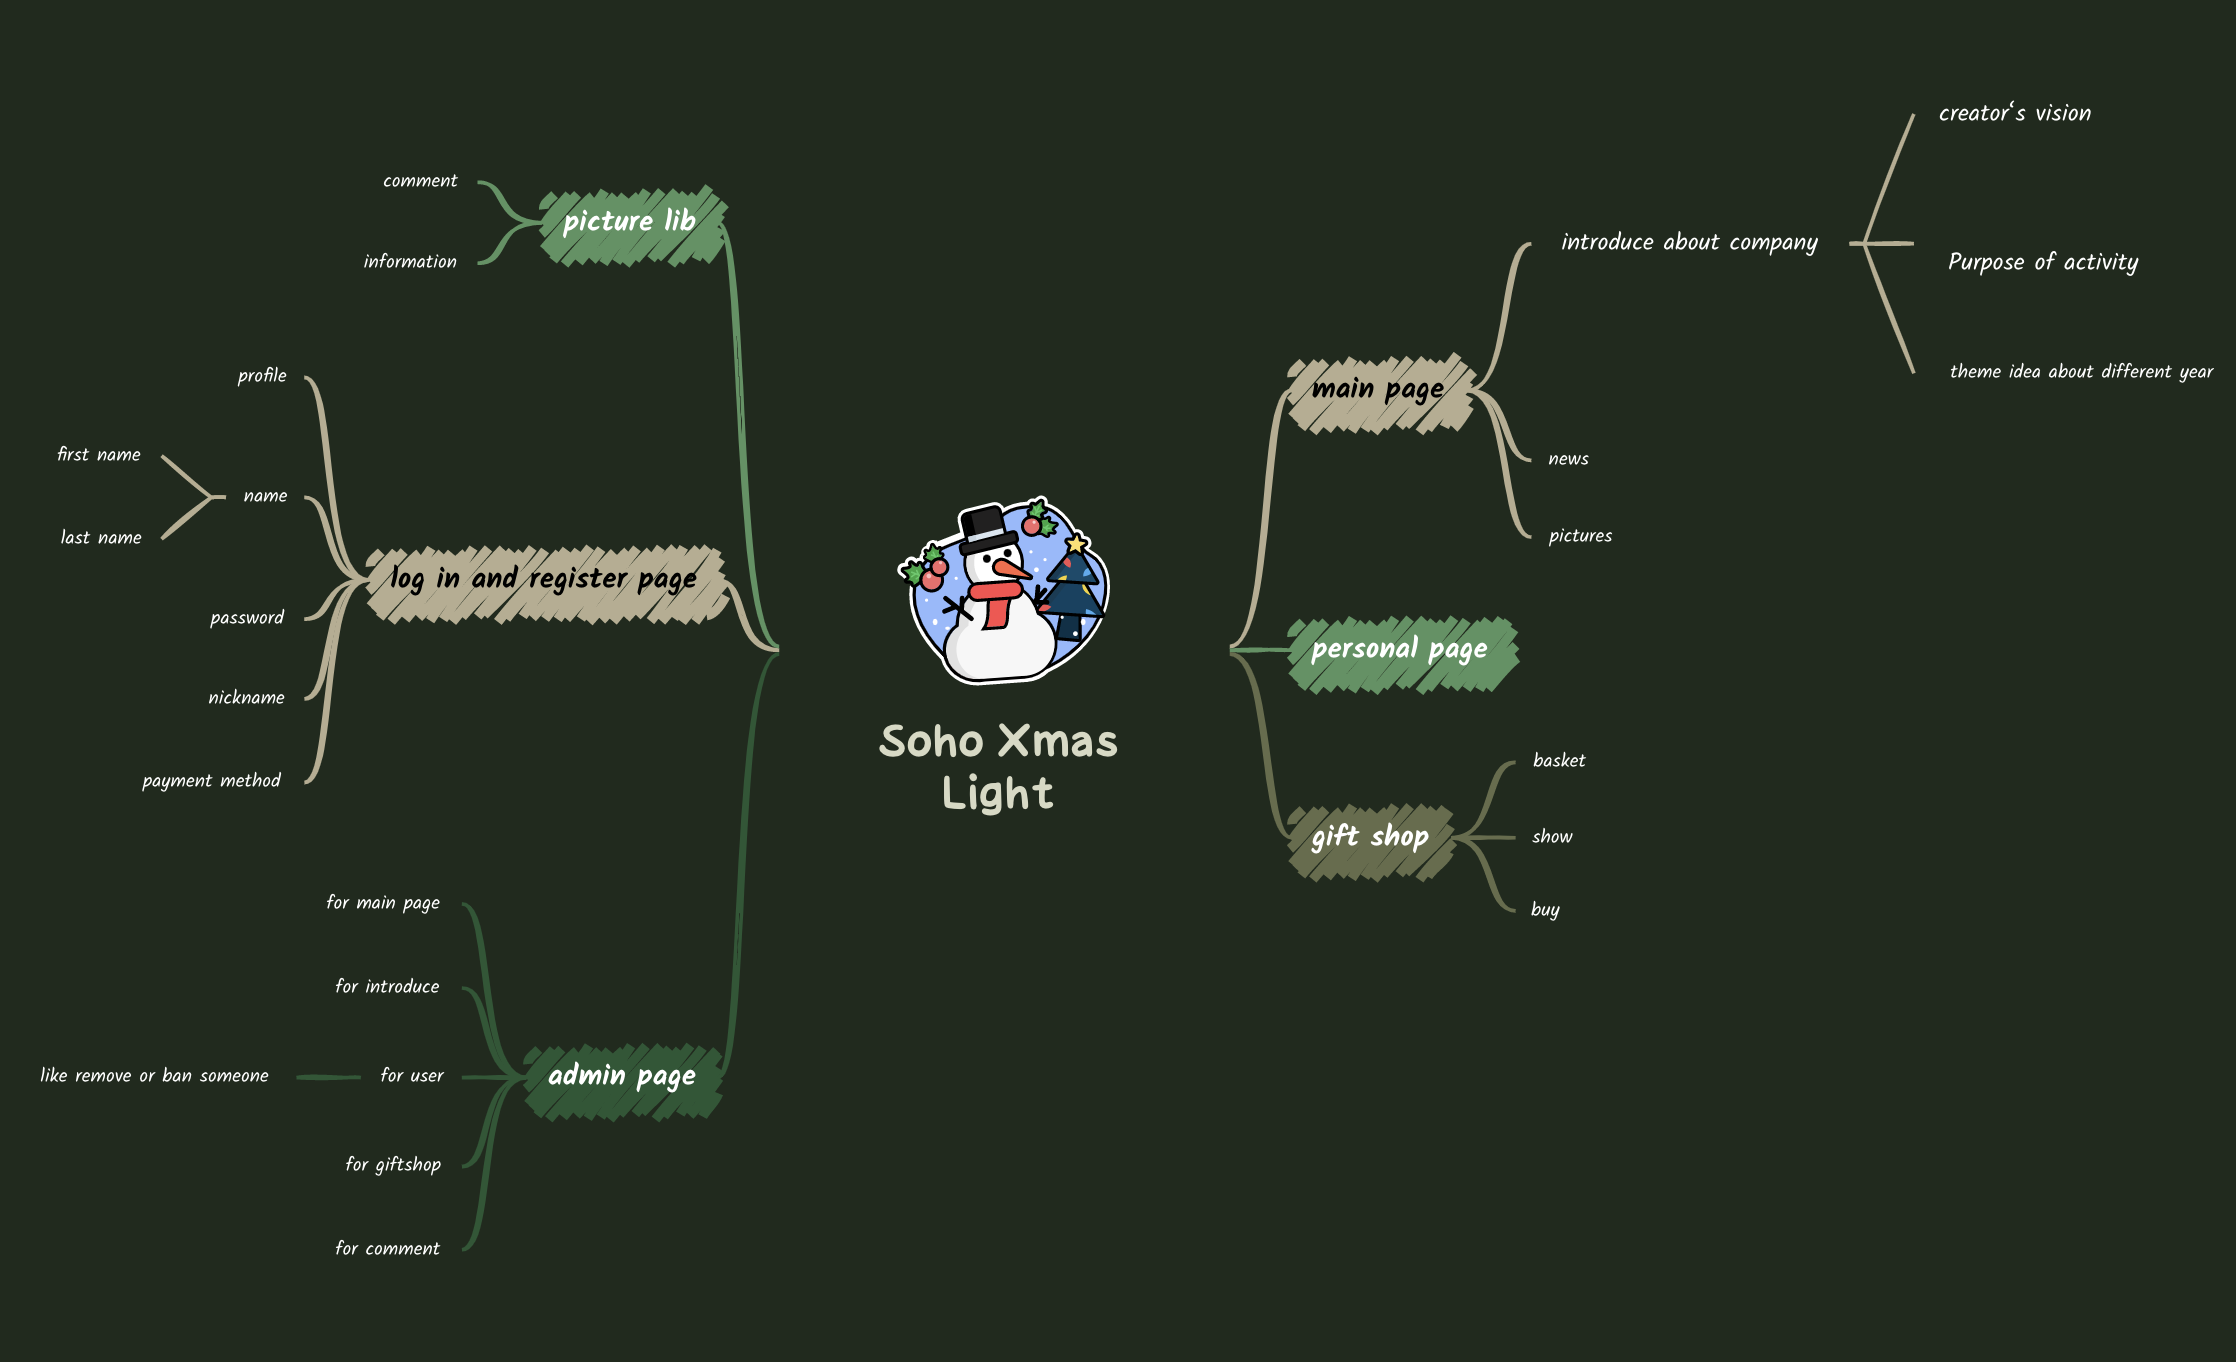 creator's vision
comment
picture lib
information
introduce about company
Purpose of activity
theme idea about different year
profile
main page
first name
name
last name
news
pictures
log in and register page
password
nickname
payment method
personal page
Soho Xmas
Light
basket
gift shop
show
buy
for main page
for introduce
like remove or ban someone
for user
admin page
for giftshop
for comment